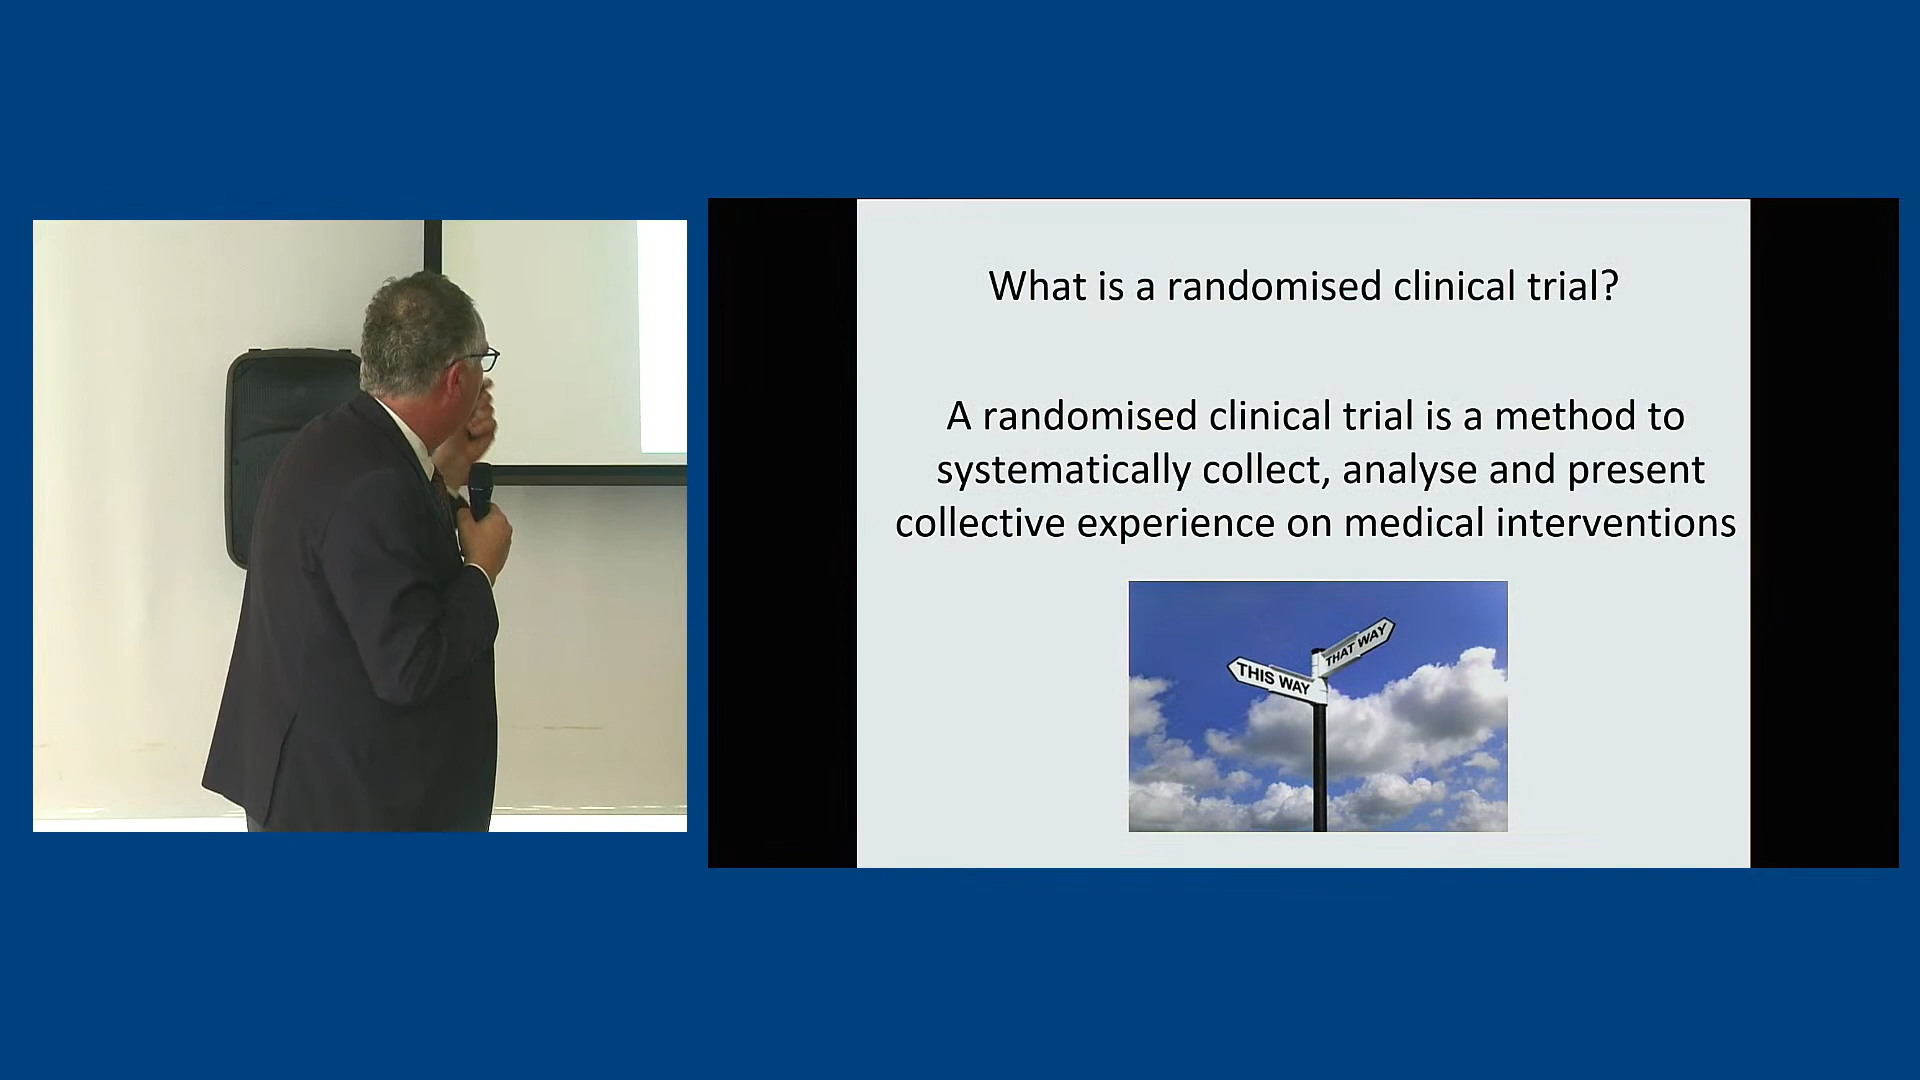 What is a randomised clinical trial?
A randomised clinical trial is a method to
systematically collect, analyse and present
collective experience on medical interventions
THAT WAY
THIS WAY